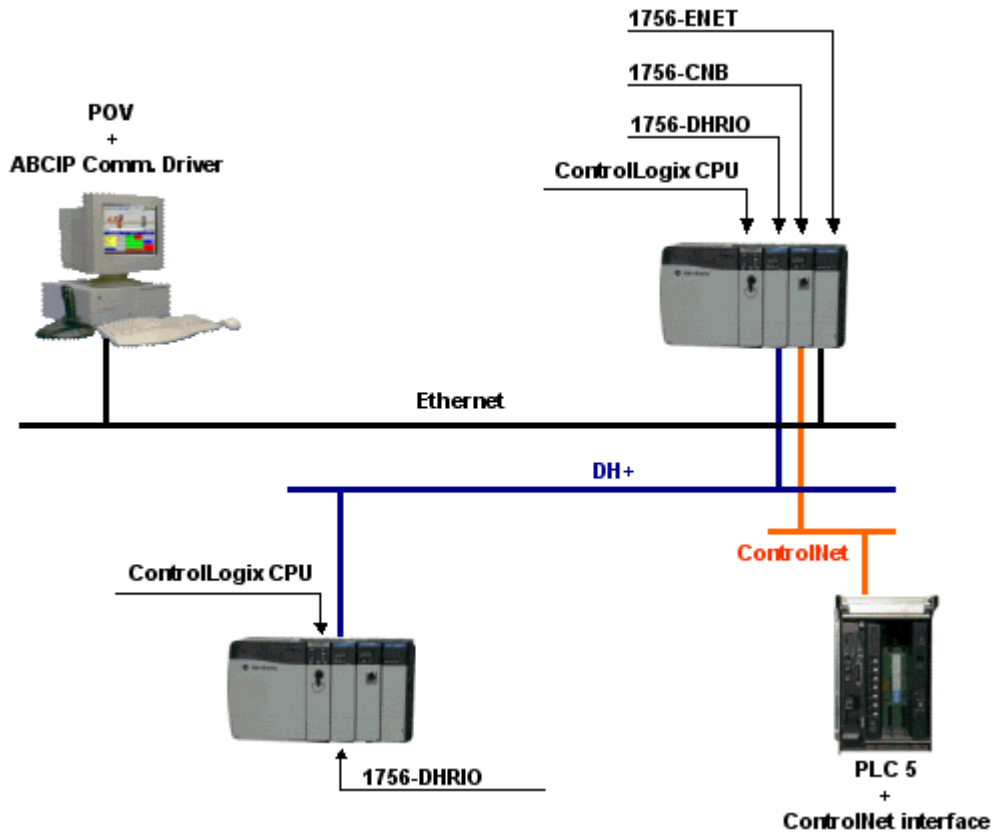 1756-ENET
1756-CNB
1756-DHRIO
ControlLogix CPU
POV
+
ABCIP Comm. Driver
Ethernet
DH+
ControlNet
ControlLogix CPU
1756-DHRIO
PLC 5
+
ControlNet interface